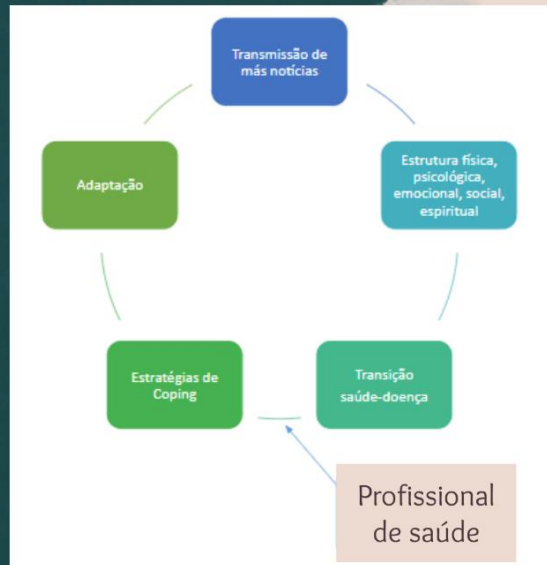 Transmissão de
más notícias
Estrutura física,
psicológica,
emocional, social,
espiritual
Transição
saúde-doença
Estratégias de
Coping
Adaptação
Profissional
de saúde